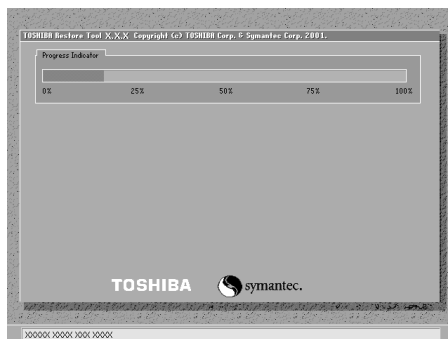 TOSHIBA Restore Tool X.X.X Copyright (c) TOSHIBA Corp. & Symantec Corp. 2001.
Progress Indicator
0% 25% 50% 75% 100%
TOSHIBA symantec.
XXXXX XXXX XXX XXXX